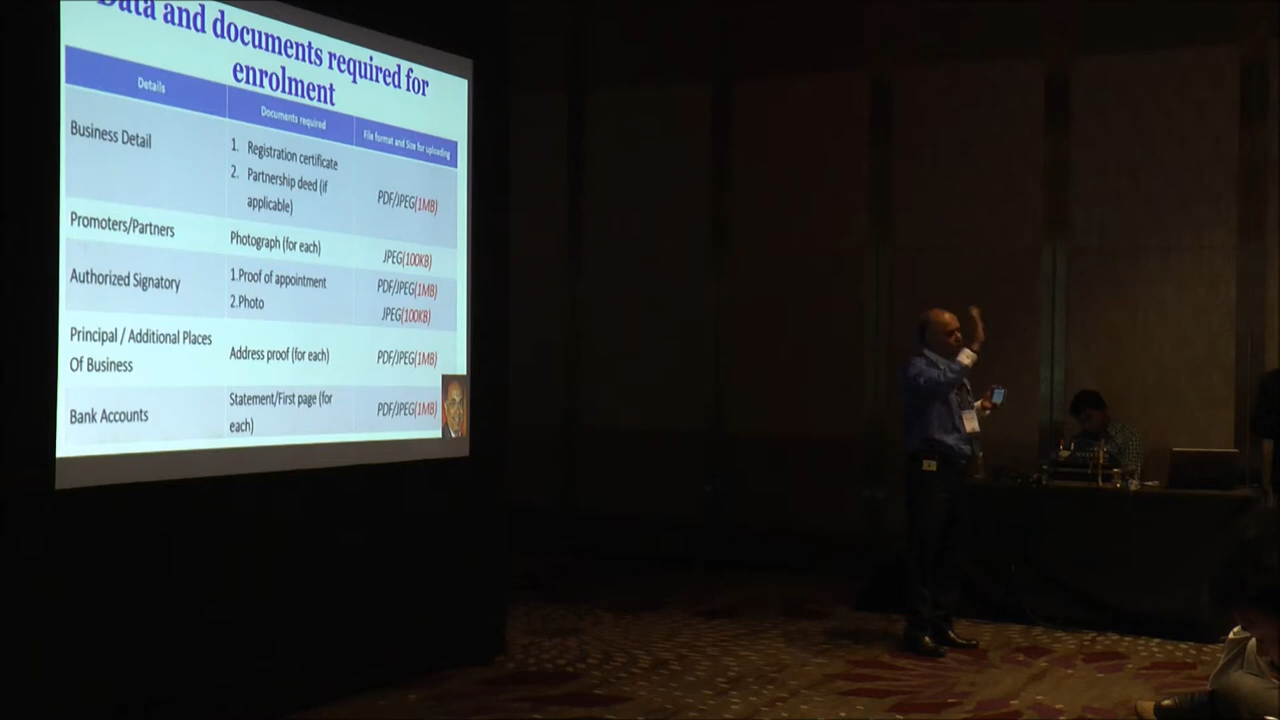 Data and documents required for
enrolment
Details
Documents required
File format and Size for uploading
Business Detail
1. Registration certificate
2. Partnership deed (if
applicable)
PDF/JPEG(1MB)
Promoters/Partners
Photograph (for each)
JPEG(100KB)
Authorized Signatory
1.Proof of appointment
2.Photo
PDF/JPEG(1MB)
JPEG(100KB)
Principal / Additional Places
Of Business
Address proof (for each)
PDF/JPEG(1MB)
Bank Accounts
Statement/First page (for
each)
PDF/JPEG(1MB)